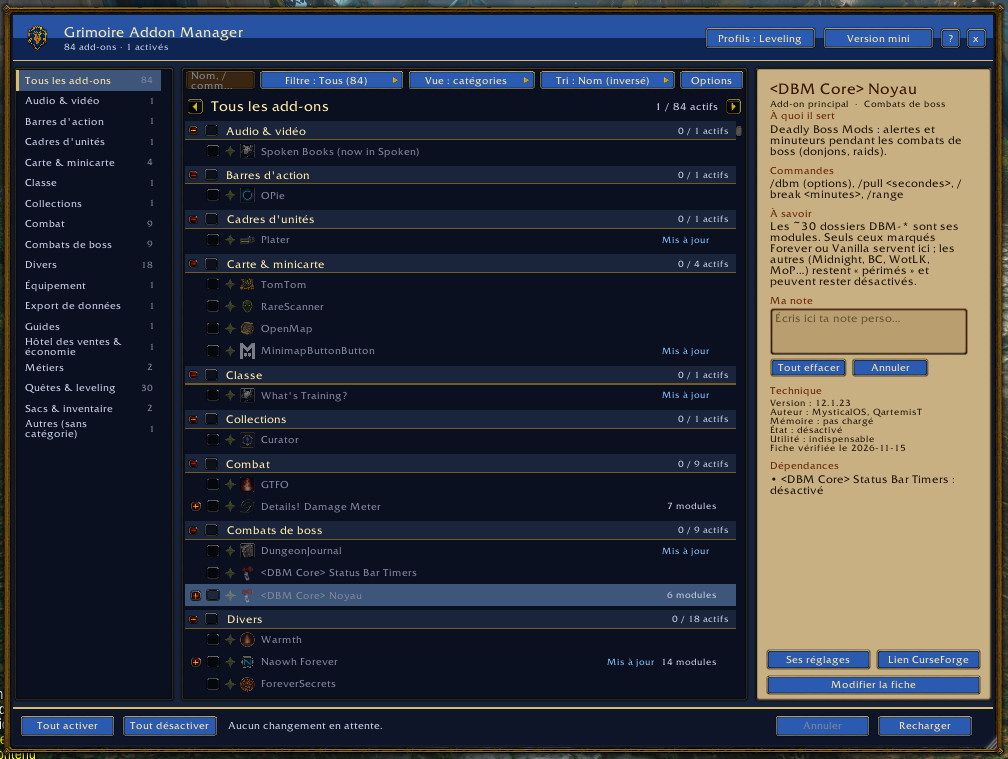 Grimoire Addon Manager
84 add-ons · 1 activés
Profils : Leveling
Version mini
?
x
Tous les add-ons 84
Audio & vidéo 1
Barres d'action 1
Cadres d'unités 1
Carte & minicarte 4
Classe 1
Collections 1
Combat 9
Combats de boss 9
Divers 18
Équipement 1
Export de données 1
Guides 1
Hôtel des ventes &
économie 1
Métiers 2
Quêtes & leveling 30
Sacs & inventaire 2
Autres (sans
catégorie) 1
Nom, /
comm...
Filtre : Tous (84)
Vue : catégories
Tri : Nom (inversé)
Options
Tous les add-ons 1 / 84 actifs
Audio & vidéo 0 / 1 actifs
Spoken Books (now in Spoken)
Barres d'action 0 / 1 actifs
OPie
Cadres d'unités 0 / 1 actifs
Plater Mis à jour
Carte & minicarte 0 / 4 actifs
TomTom
RareScanner
OpenMap
MinimapButtonButton Mis à jour
Classe 0 / 1 actifs
What's Training? Mis à jour
Collections 0 / 1 actifs
Curator
Combat 0 / 9 actifs
GTFO
Details! Damage Meter 7 modules
Combats de boss 0 / 9 actifs
DungeonJournal Mis à jour
<DBM Core> Status Bar Timers
<DBM Core> Noyau 6 modules
Divers 0 / 18 actifs
Warmth
Naowh Forever Mis à jour 14 modules
ForeverSecrets
<DBM Core> Noyau
Add-on principal · Combats de boss
À quoi il sert
Deadly Boss Mods : alertes et
minuteurs pendant les combats de
boss (donjons, raids).
Commandes
/dbm (options), /pull <secondes>, /
break <minutes>, /range
À savoir
Les ~30 dossiers DBM-* sont ses
modules. Seuls ceux marqués
Forever ou Vanilla servent ici ; les
autres (Midnight, BC, WotLK,
MoP...) restent « périmés » et
peuvent rester désactivés.
Ma note
Écris ici ta note perso...
Tout effacer
Annuler
Technique
Version : 12.1.23
Auteur : MysticalOS, QartemisT
Mémoire : pas chargé
État : désactivé
Utilité : indispensable
Fiche vérifiée le 2026-11-15
Dépendances
• <DBM Core> Status Bar Timers :
désactivé
Ses réglages
Lien CurseForge
Modifier la fiche
Tout activer
Tout désactiver
Aucun changement en attente.
Annuler
Recharger